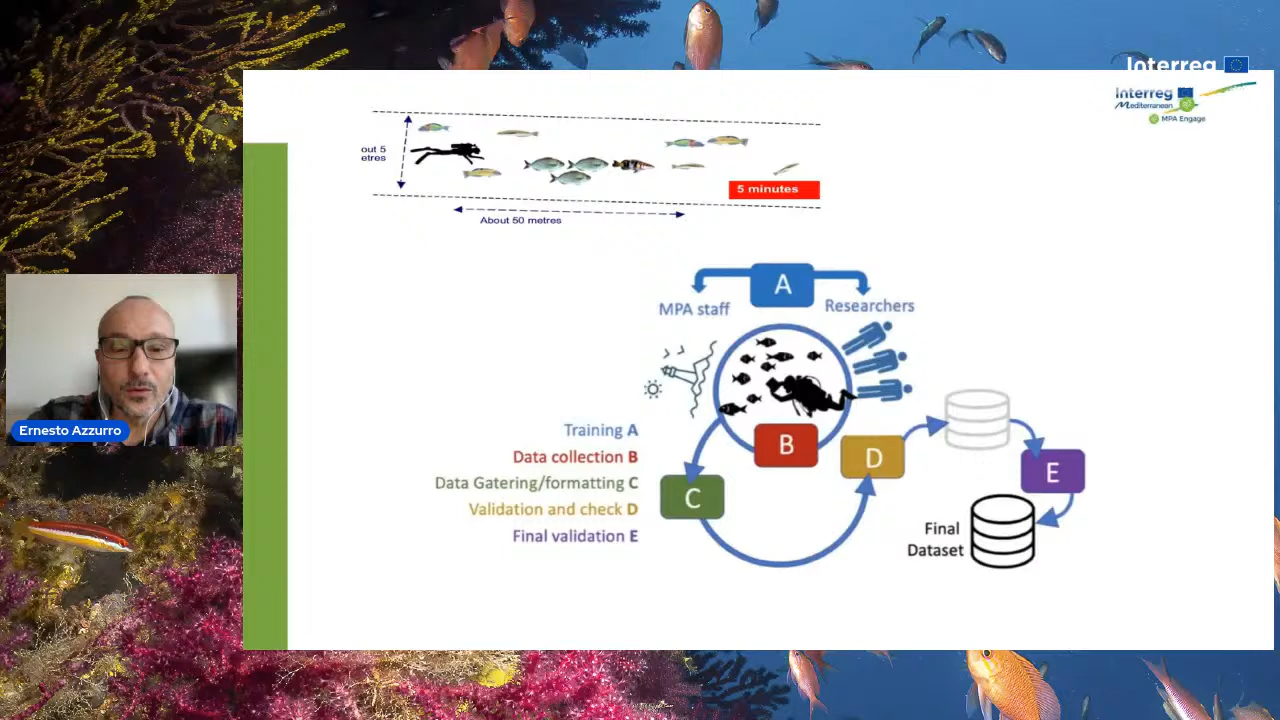 Interreg
Interreg
Mediterranean
MPA Engage
out 5
etres
5 minutes
About 50 metres
A
MPA staff
Researchers
Ernesto Azzurro
Training A
Data collection B
Data Gatering/formatting C
Validation and check D
Final validation E
B
D
C
E
Final
Dataset